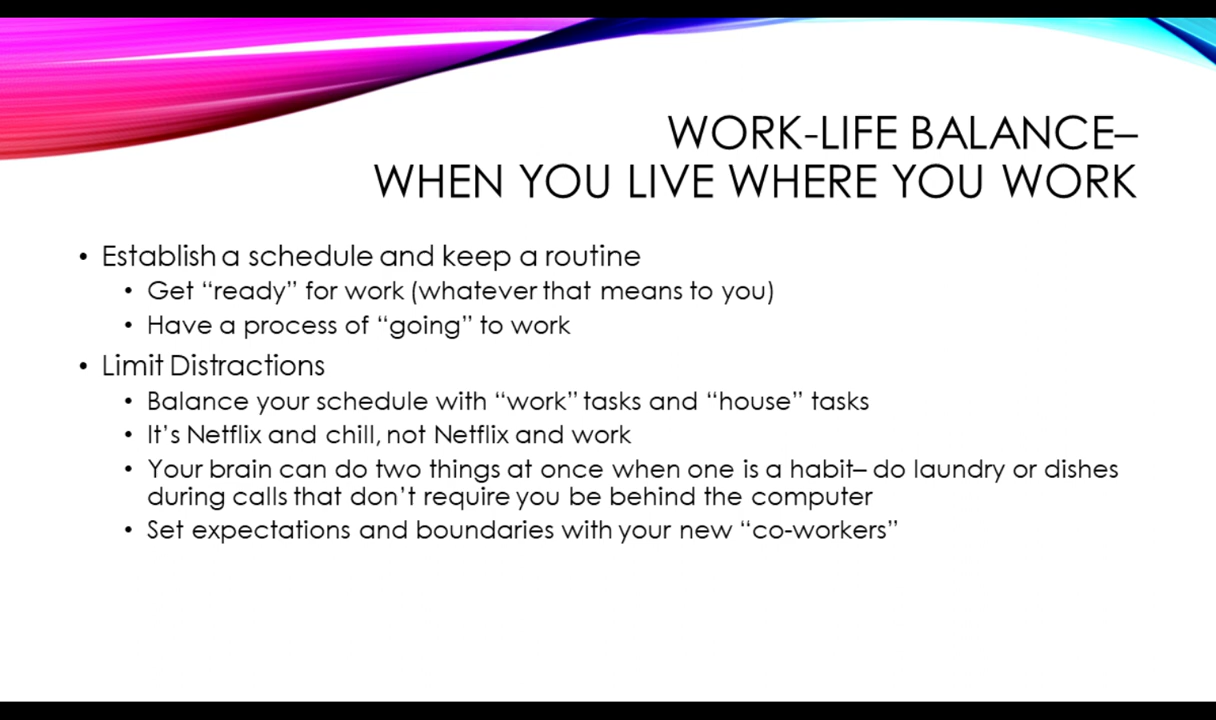 WORK-LIFE BALANCE–
WHEN YOU LIVE WHERE YOU WORK
• Establish a schedule and keep a routine
• Get “ready” for work (whatever that means to you)
• Have a process of “going” to work
• Limit Distractions
• Balance your schedule with “work” tasks and “house” tasks
• It’s Netflix and chill, not Netflix and work
• Your brain can do two things at once when one is a habit– do laundry or dishes
during calls that don’t require you be behind the computer
• Set expectations and boundaries with your new “co-workers”